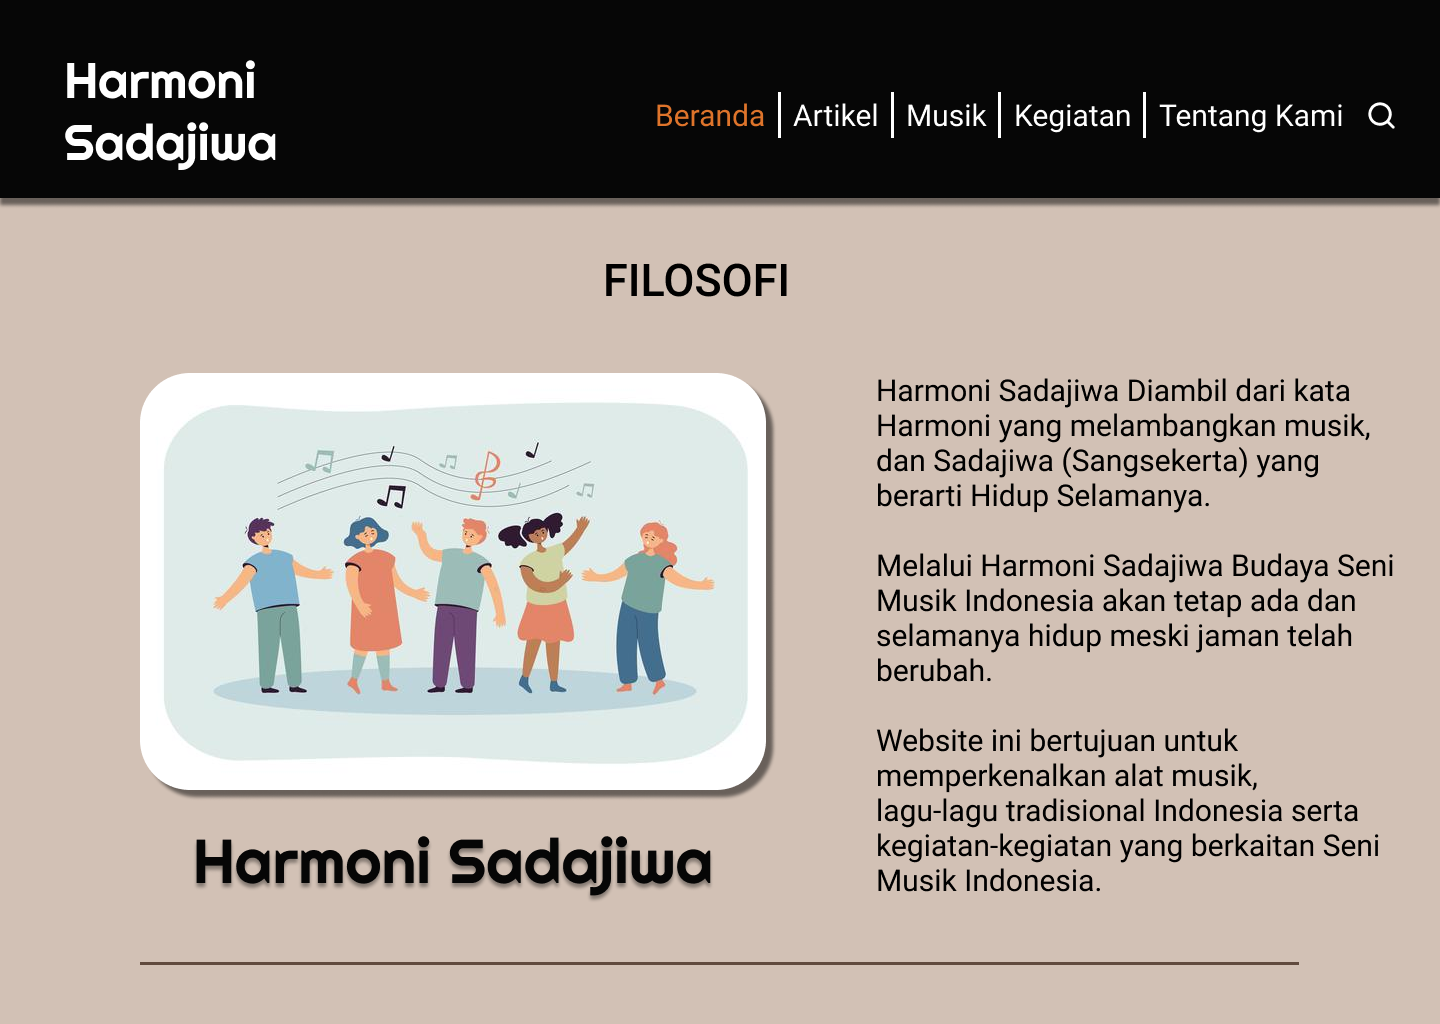 Harmoni
Sadajiwa
Beranda Artikel Musik Kegiatan Tentang Kami
FILOSOFI
Harmoni Sadajiwa Diambil dari kata
Harmoni yang melambangkan musik,
dan Sadajiwa (Sangsekerta) yang
berarti Hidup Selamanya.
Melalui Harmoni Sadajiwa Budaya Seni
Musik Indonesia akan tetap ada dan
selamanya hidup meski jaman telah
berubah.
Website ini bertujuan untuk
memperkenalkan alat musik,
lagu-lagu tradisional Indonesia serta
kegiatan-kegiatan yang berkaitan Seni
Musik Indonesia.
Harmoni Sadajiwa